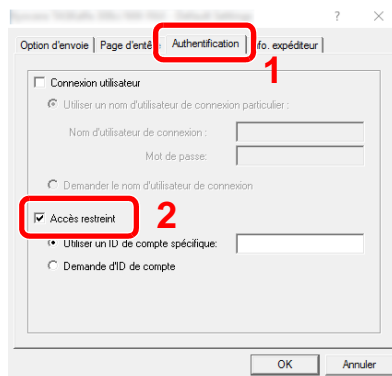 ? ×
Option d'envoie Page d'entê Authentification fo. expéditeur
1
Connexion utilisateur
Utiliser un nom d'utilisateur de connexion particulier :
Nom d'utilisateur de connexion :
Mot de passe:
Demander le nom d'utilisateur de connexion
Accès restreint 2
Utiliser un ID de compte spécifique:
Demande d'ID de compte
OK Annuler